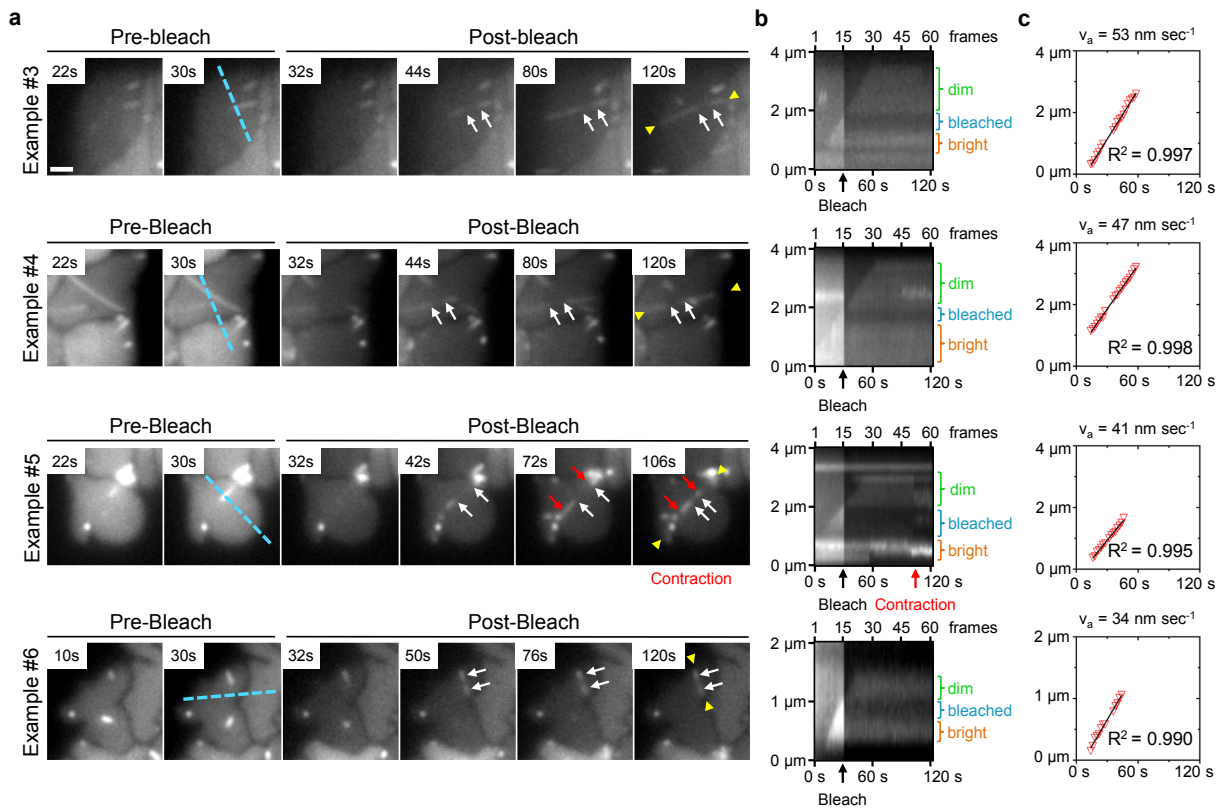 a
b
c
Pre-bleach
Post-bleach
Example #3
22s
30s
32s
44s
80s
120s
1 15 30 45 60 frames
4 µm
2 µm
0 µm
dim
bleached
bright
0 s 60 s 120 s
Bleach
vₐ = 53 nm sec⁻¹
4 µm
2 µm
0 µm
R² = 0.997
0 s 60 s 120 s
Pre-Bleach
Post-Bleach
Example #4
22s
30s
32s
44s
80s
120s
1 15 30 45 60 frames
4 µm
2 µm
0 µm
dim
bleached
bright
0 s 60 s 120 s
Bleach
vₐ = 47 nm sec⁻¹
4 µm
2 µm
0 µm
R² = 0.998
0 s 60 s 120 s
Pre-Bleach
Post-Bleach
Example #5
22s
30s
32s
42s
72s
106s
Contraction
1 15 30 45 60 frames
4 µm
2 µm
0 µm
dim
bleached
bright
0 s 60 s 120 s
Bleach Contraction
vₐ = 41 nm sec⁻¹
4 µm
2 µm
0 µm
R² = 0.995
0 s 60 s 120 s
Pre-Bleach
Post-Bleach
Example #6
10s
30s
32s
50s
76s
120s
1 15 30 45 60 frames
2 µm
1 µm
0 µm
dim
bleached
bright
0 s 60 s 120 s
Bleach
vₐ = 34 nm sec⁻¹
2 µm
1 µm
0 µm
R² = 0.990
0 s 60 s 120 s